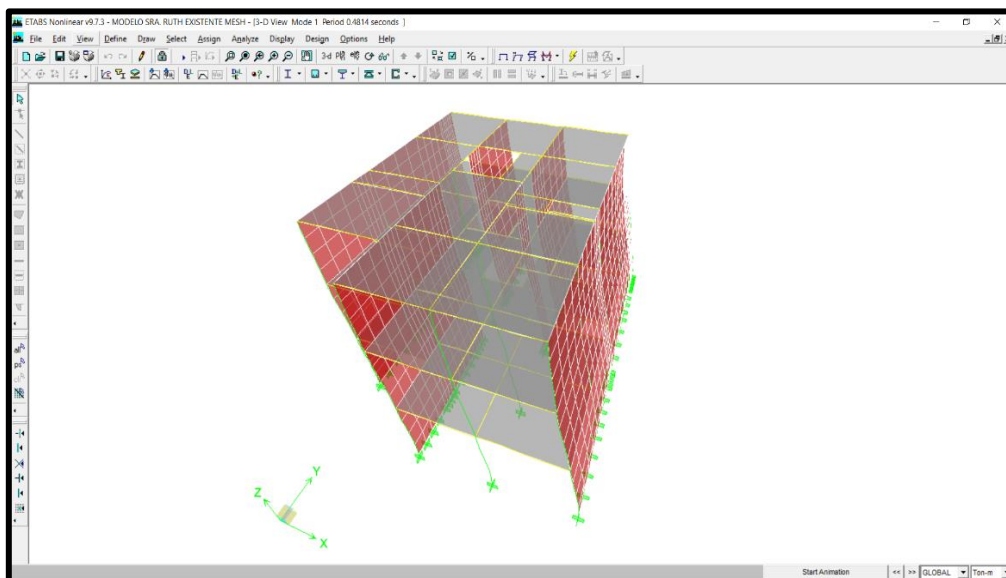 ETABS Nonlinear v9.7.3 - MODELO SRA. RUTH EXISTENTE MESH - [3-D View Mode 1 Period 0.4814 seconds ]
File Edit View Define Draw Select Assign Analyze Display Design Options Help
3-d
Z
Y
X
Start Animation << >> GLOBAL Ton-m